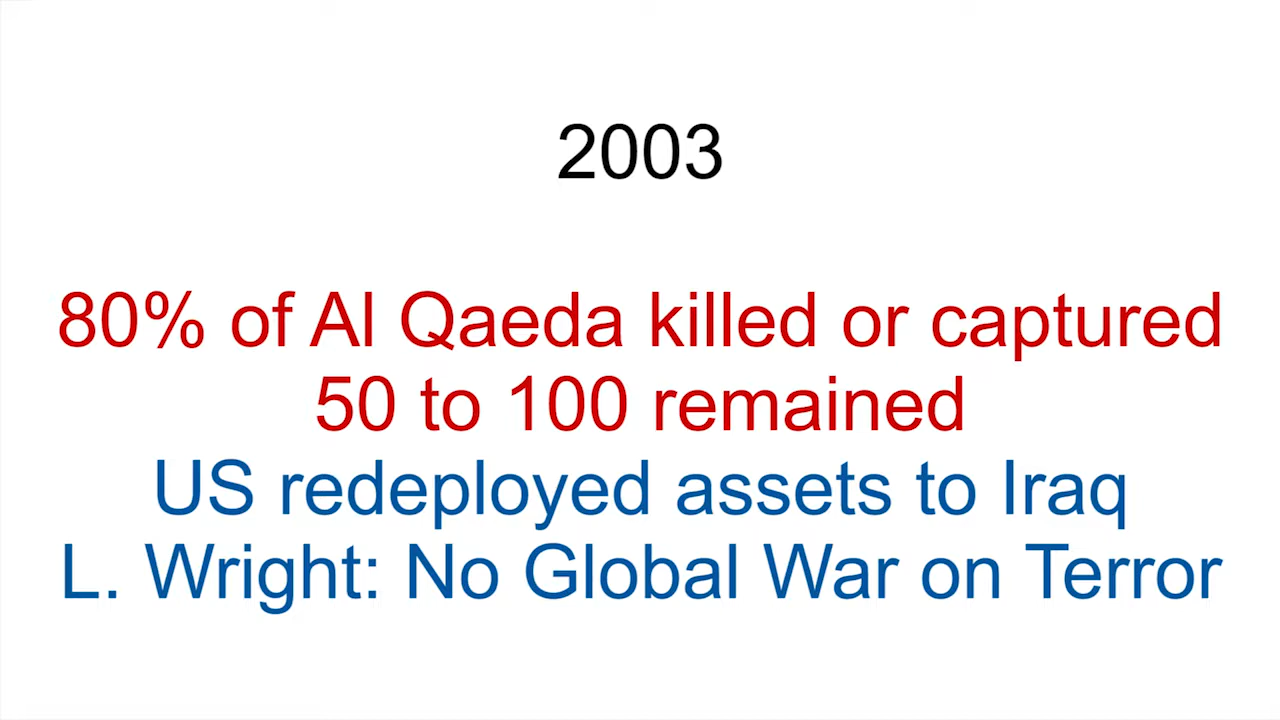 2003
80% of Al Qaeda killed or captured
50 to 100 remained
US redeployed assets to Iraq
L. Wright: No Global War on Terror